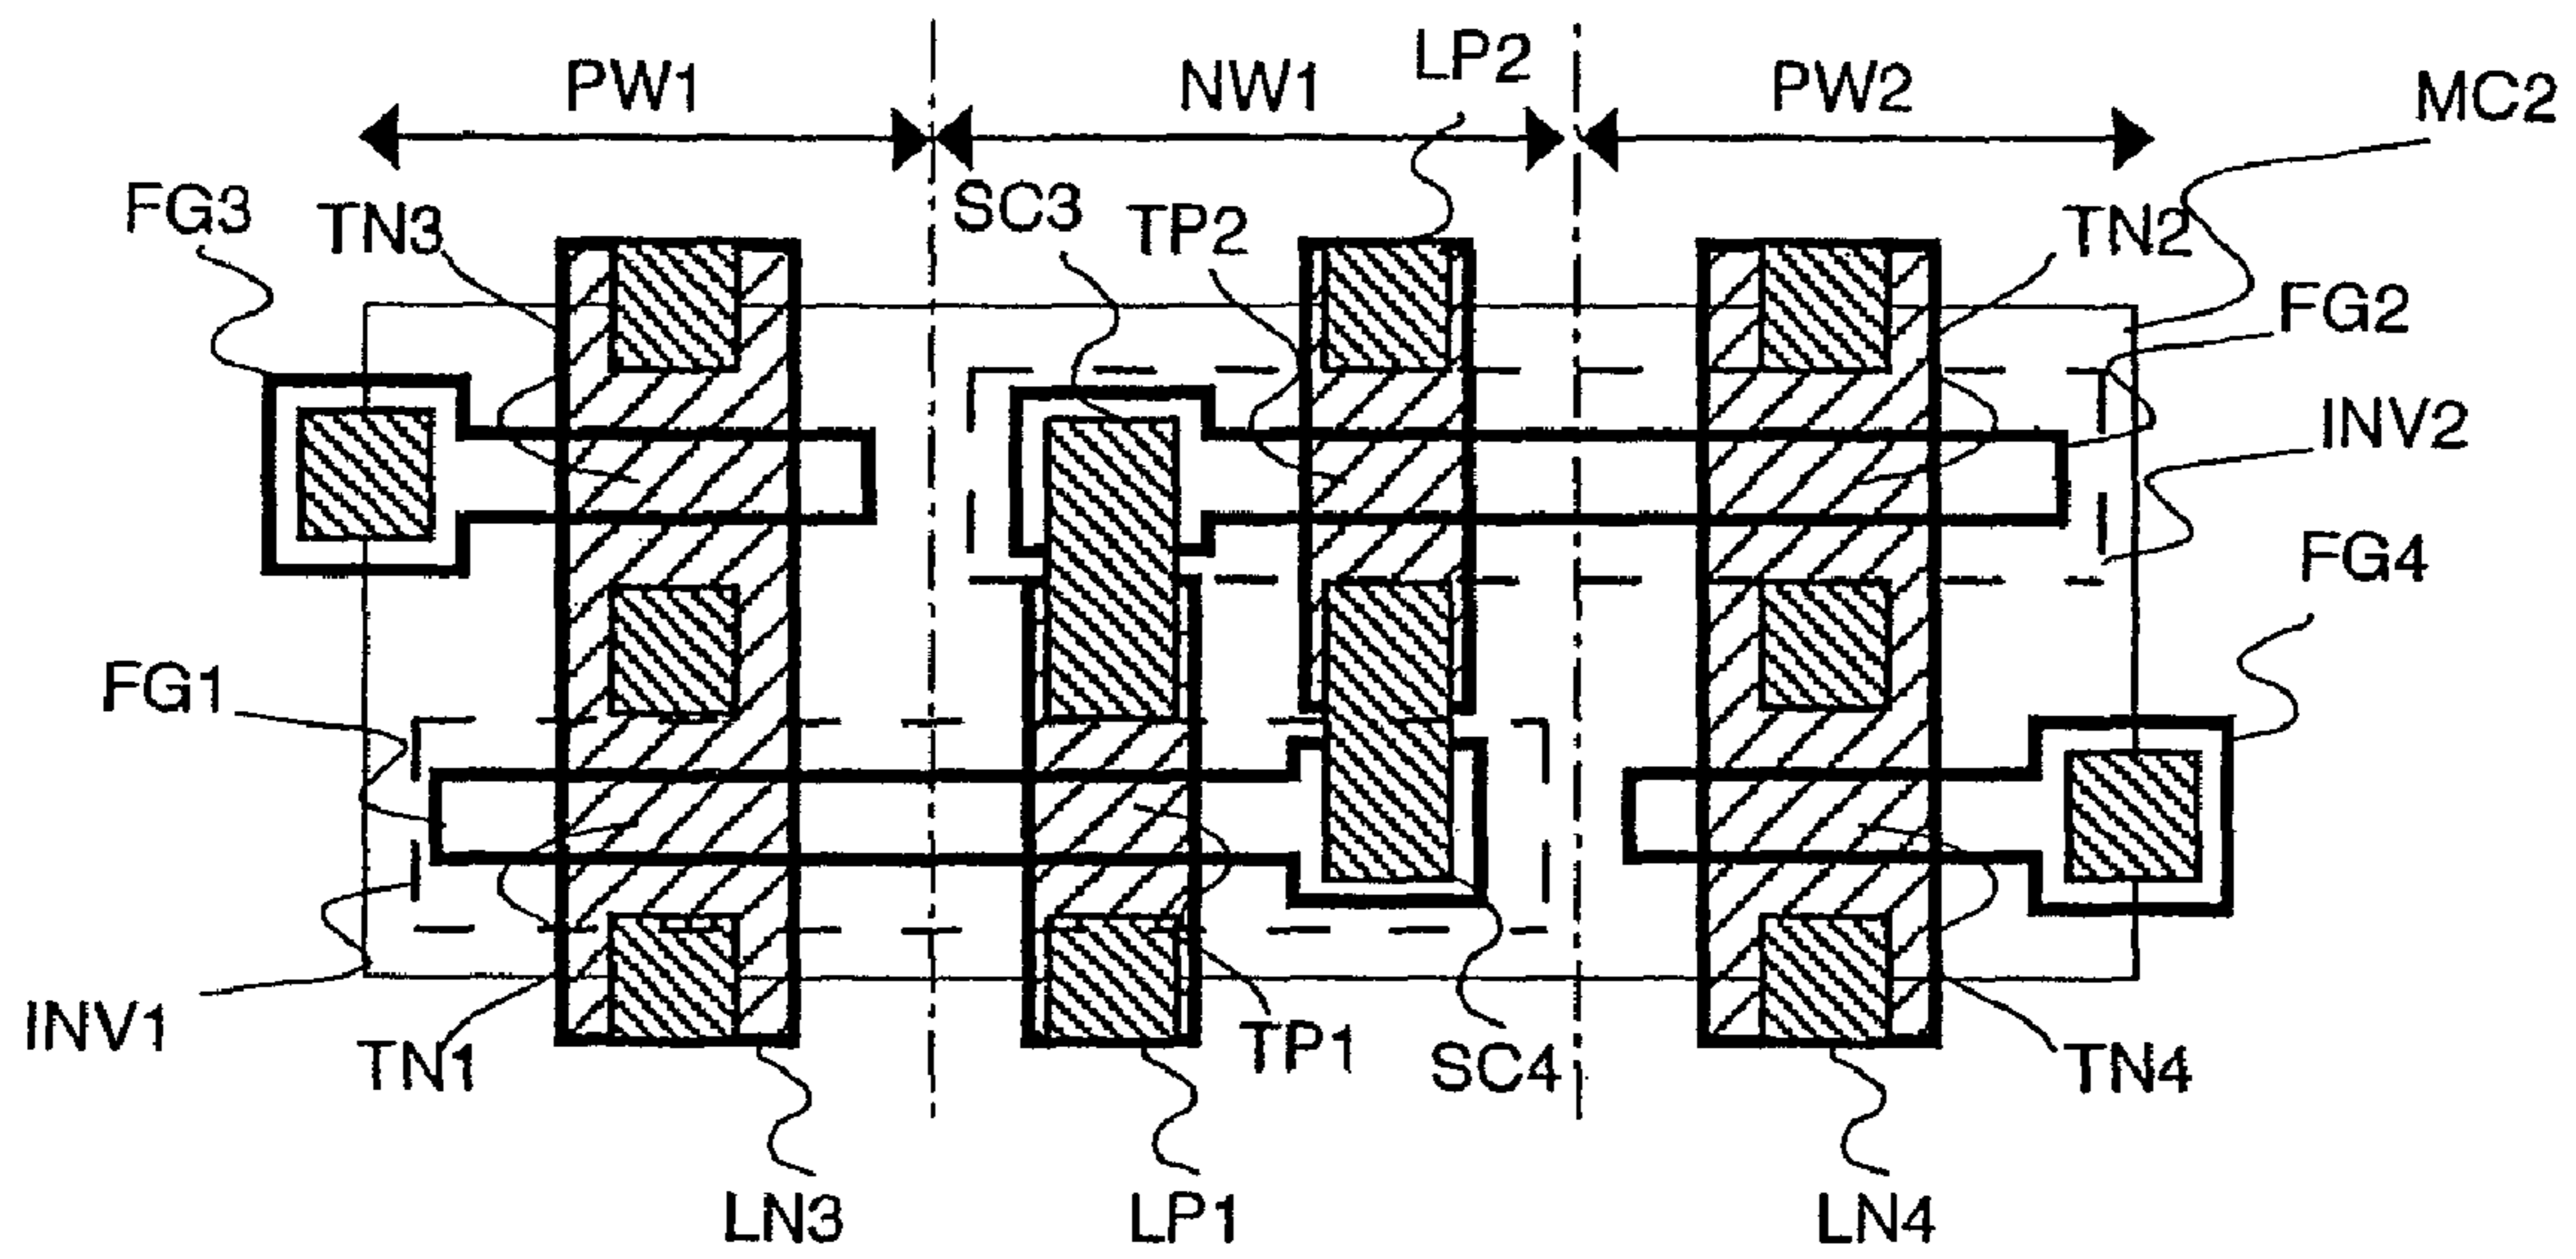 PW1 NW1 LP2 PW2 MC2
FG3 TN3 SC3 TP2 TN2
FG2
INV2
FG4
FG1
INV1 TN1 TP1 SC4 TN4
LN3 LP1 LN4